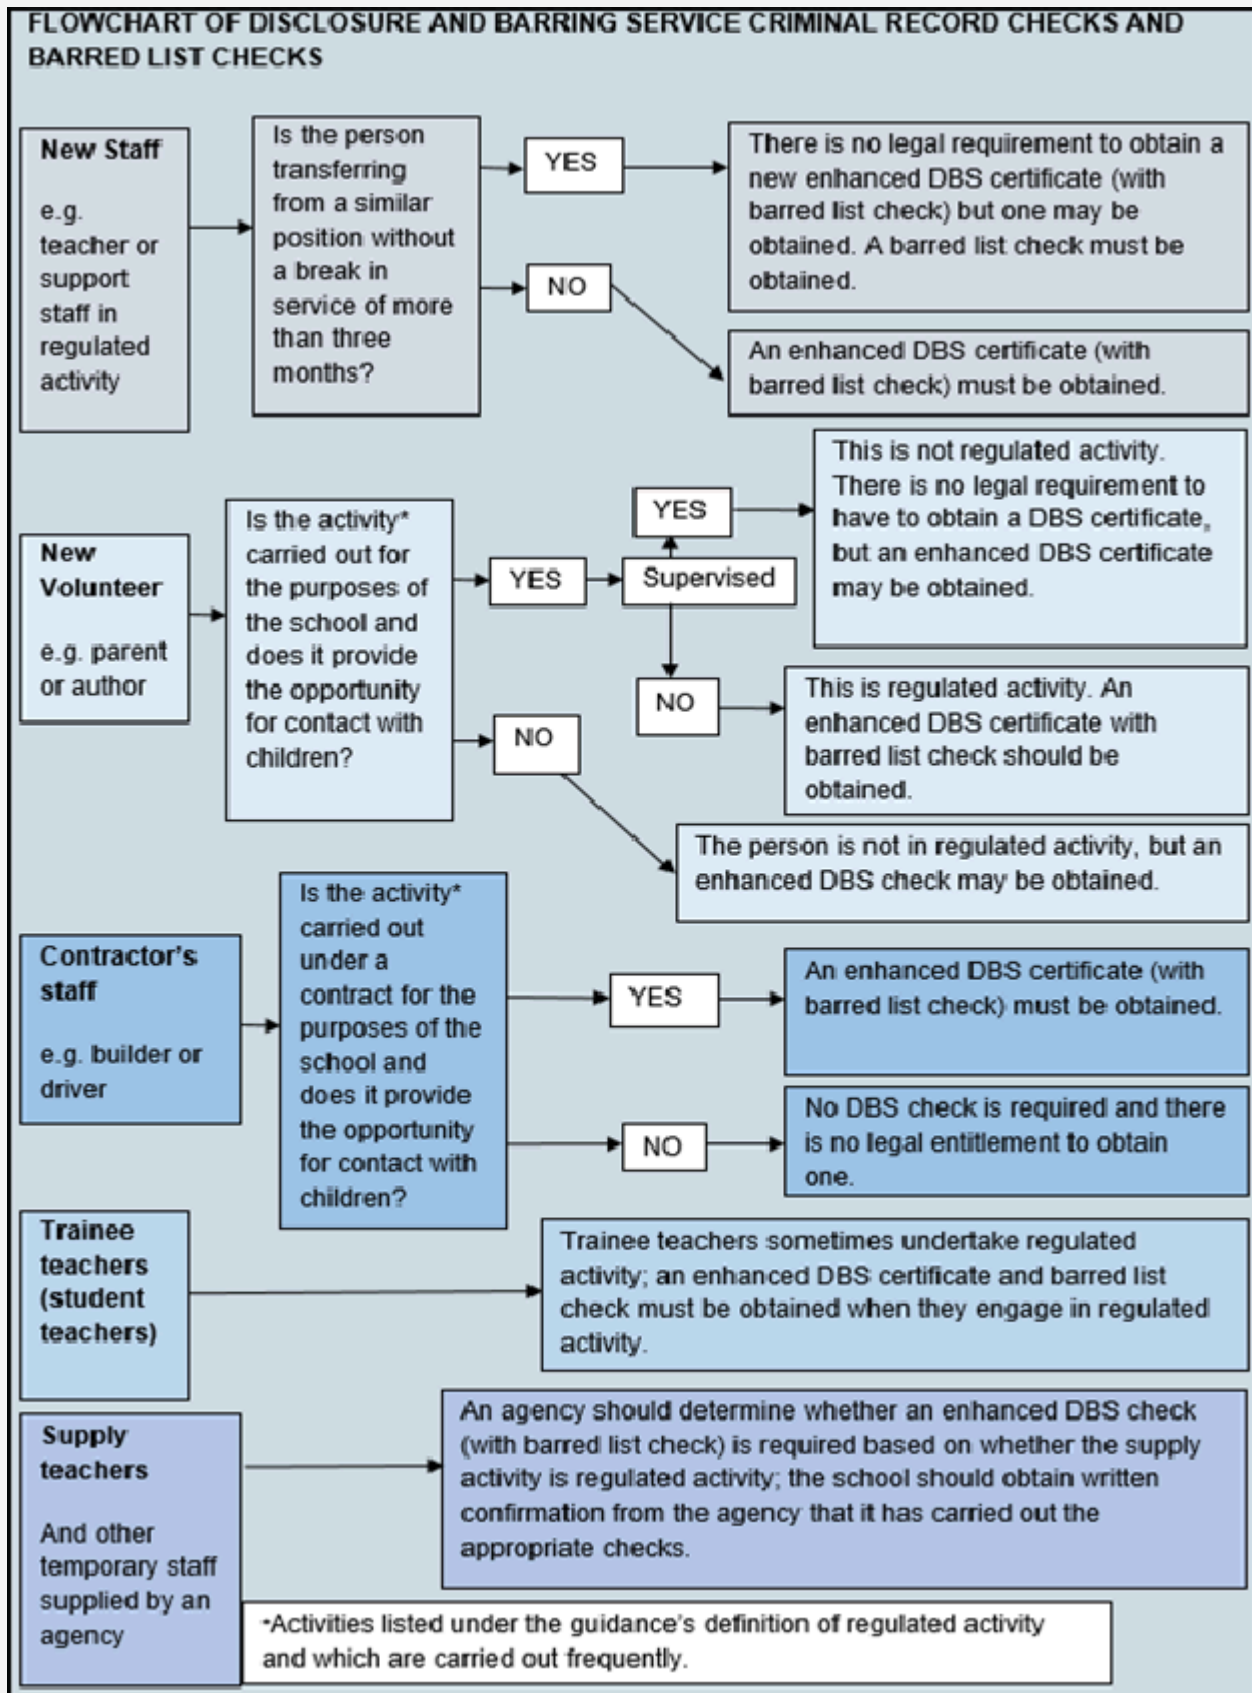 FLOWCHART OF DISCLOSURE AND BARRING SERVICE CRIMINAL RECORD CHECKS AND
BARRED LIST CHECKS
New Staff
e.g.
teacher or
support
staff in
regulated
activity
Is the person
transferring
from a similar
position without
a break in
service of more
than three
months?
YES
There is no legal requirement to obtain a
new enhanced DBS certificate (with
barred list check) but one may be
obtained. A barred list check must be
obtained.
NO
An enhanced DBS certificate (with
barred list check) must be obtained.
New
Volunteer
e.g. parent
or author
Is the activity*
carried out for
the purposes of
the school and
does it provide
the opportunity
for contact with
children?
YES
Supervised
YES
This is not regulated activity.
There is no legal requirement to
have to obtain a DBS certificate,
but an enhanced DBS certificate
may be obtained.
NO
This is regulated activity. An
enhanced DBS certificate with
barred list check should be
obtained.
NO
The person is not in regulated activity, but an
enhanced DBS check may be obtained.
Contractor's
staff
e.g. builder or
driver
Is the activity*
carried out
under a
contract for the
purposes of the
school and
does it provide
the opportunity
for contact with
children?
YES
An enhanced DBS certificate (with
barred list check) must be obtained.
NO
No DBS check is required and there
is no legal entitlement to obtain
one.
Trainee
teachers
(student
teachers)
Trainee teachers sometimes undertake regulated
activity; an enhanced DBS certificate and barred list
check must be obtained when they engage in regulated
activity.
Supply
teachers
And other
temporary staff
supplied by an
agency
An agency should determine whether an enhanced DBS check
(with barred list check) is required based on whether the supply
activity is regulated activity; the school should obtain written
confirmation from the agency that it has carried out the
appropriate checks.
*Activities listed under the guidance's definition of regulated activity
and which are carried out frequently.